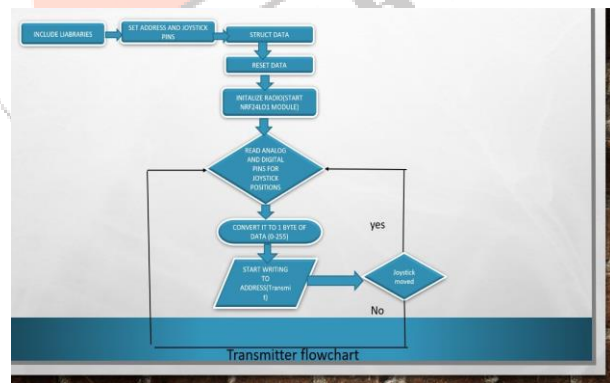 INCLUDE LIABRARIES
SET ADDRESS AND JOYSTICK
PINS
STRUCT DATA
RESET DATA
INITALIZE RADIO(START
NRF24LO1 MODULE)
READ ANALOG
AND DIGITAL
PINS FOR
JOYSTICK
POSITIONS
CONVERT IT TO 1 BYTE OF
DATA (0-255)
START WRITING
TO
ADDRESS(Transmi
t)
Joystick
moved
yes
No
Transmitter flowchart